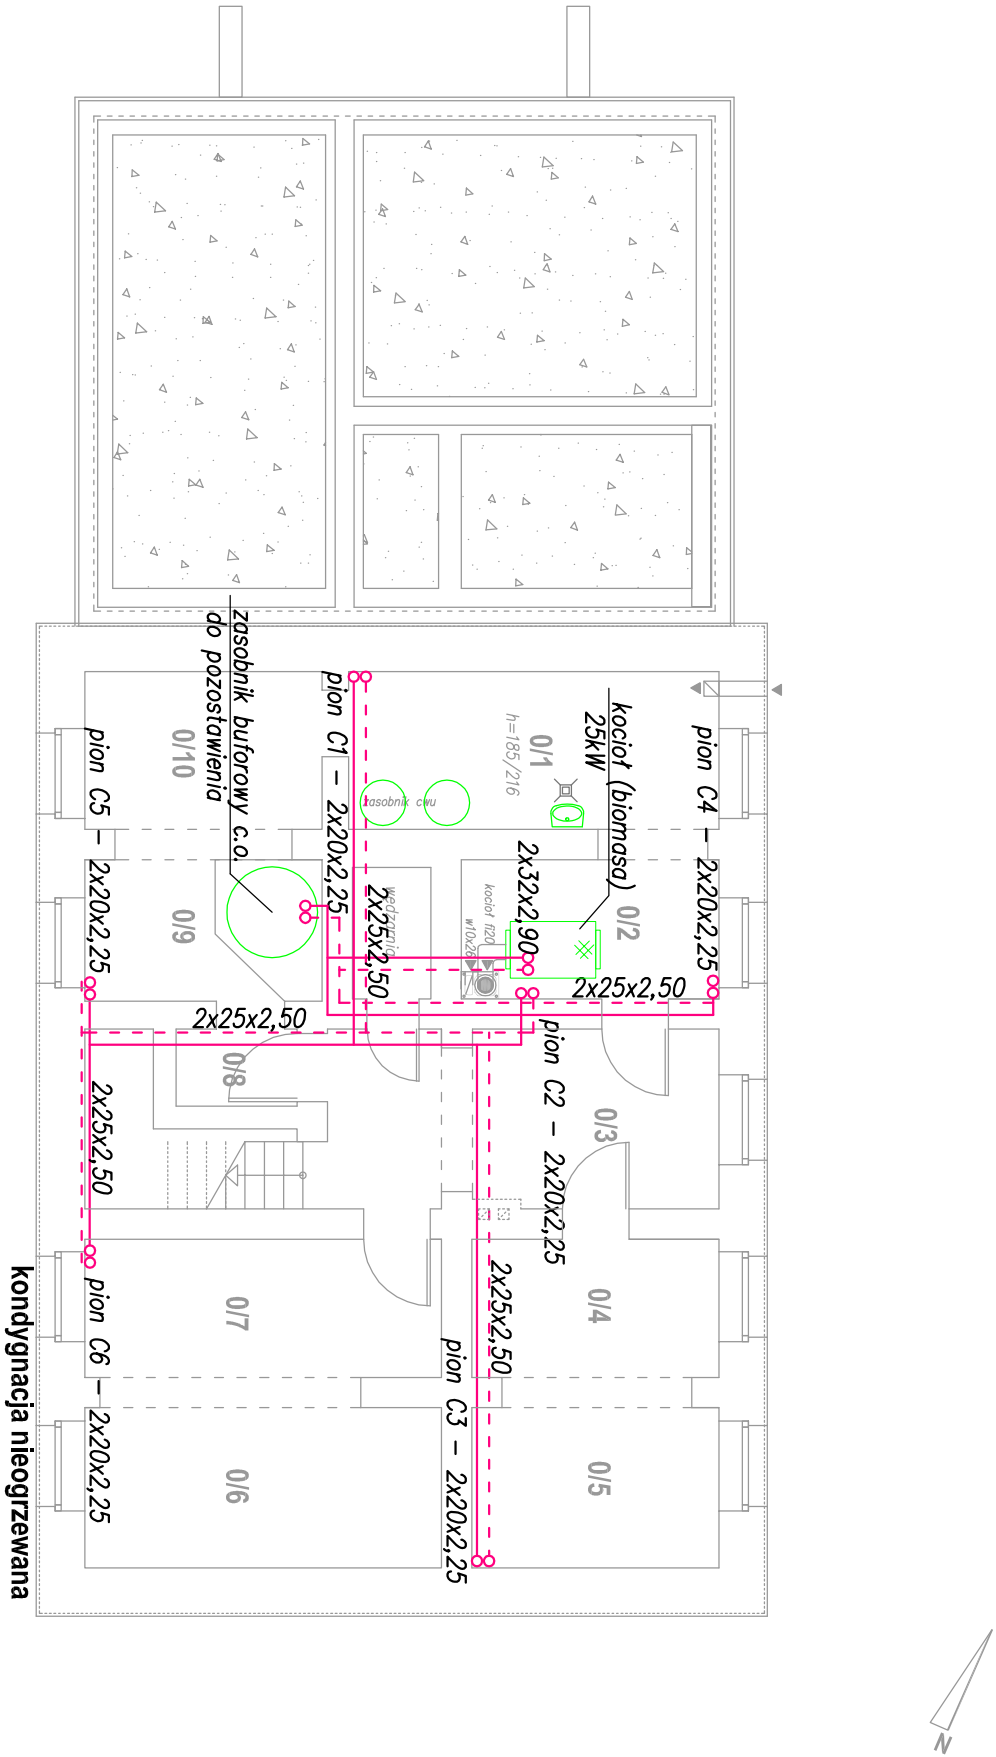 zasobnik buforowy c.o.
do pozostawienia
kocioł (biomasa)
25kW
pion C1 – 2x20x2,25
pion C4 – 2x20x2,25
pion C5 – 2x20x2,25
0/10
0/1
h=185/216
zasobnik cwu
0/9
wędzarnia
2x25x2,50
kocioł fi20
w10x26
2x32x2,90
0/2
2x25x2,50
2x25x2,50
pion C2 – 2x20x2,25
0/8
2x25x2,50
0/3
2x25x2,50
0/7
0/4
pion C6 – 2x20x2,25
pion C3 – 2x20x2,25
0/6
0/5
kondygnacja nieogrzewana
N